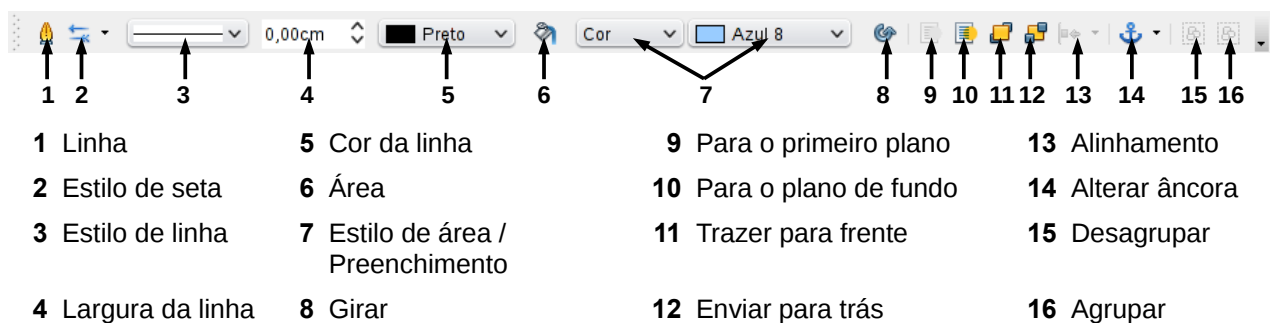 0,00cm Preto Cor Azul 8
1 2 3 4 5 6 7 8 9 10 11 12 13 14 15 16
1 Linha
2 Estilo de seta
3 Estilo de linha
4 Largura da linha
5 Cor da linha
6 Área
7 Estilo de área /
Preenchimento
8 Girar
9 Para o primeiro plano
10 Para o plano de fundo
11 Trazer para frente
12 Enviar para trás
13 Alinhamento
14 Alterar âncora
15 Desagrupar
16 Agrupar